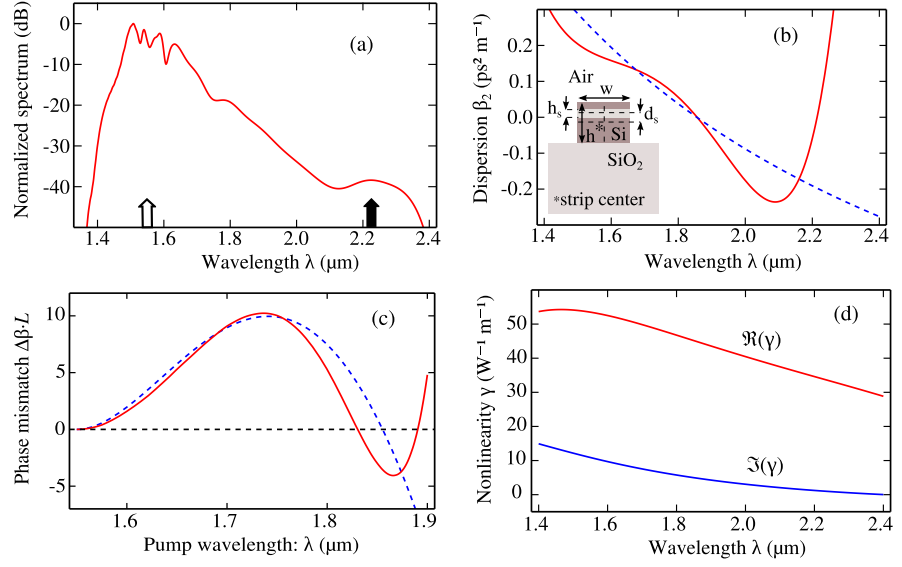 (a)
Normalized spectrum (dB)
0
-10
-20
-30
-40
1.4 1.6 1.8 2.0 2.2 2.4
Wavelength λ (μm)
(b)
Dispersion β₂ (ps² m⁻¹)
0.2
0.1
0.0
-0.1
-0.2
Air
w
hₛ
dₛ
h* Si
SiO₂
*strip center
1.4 1.6 1.8 2.0 2.2 2.4
Wavelength λ (μm)
(c)
Phase mismatch Δβ·L
10
5
0
-5
1.6 1.7 1.8 1.9
Pump wavelength: λ (μm)
(d)
Nonlinearity γ (W⁻¹ m⁻¹)
50
40
30
20
10
0
ℜ(γ)
ℑ(γ)
1.4 1.6 1.8 2.0 2.2 2.4
Wavelength λ (μm)